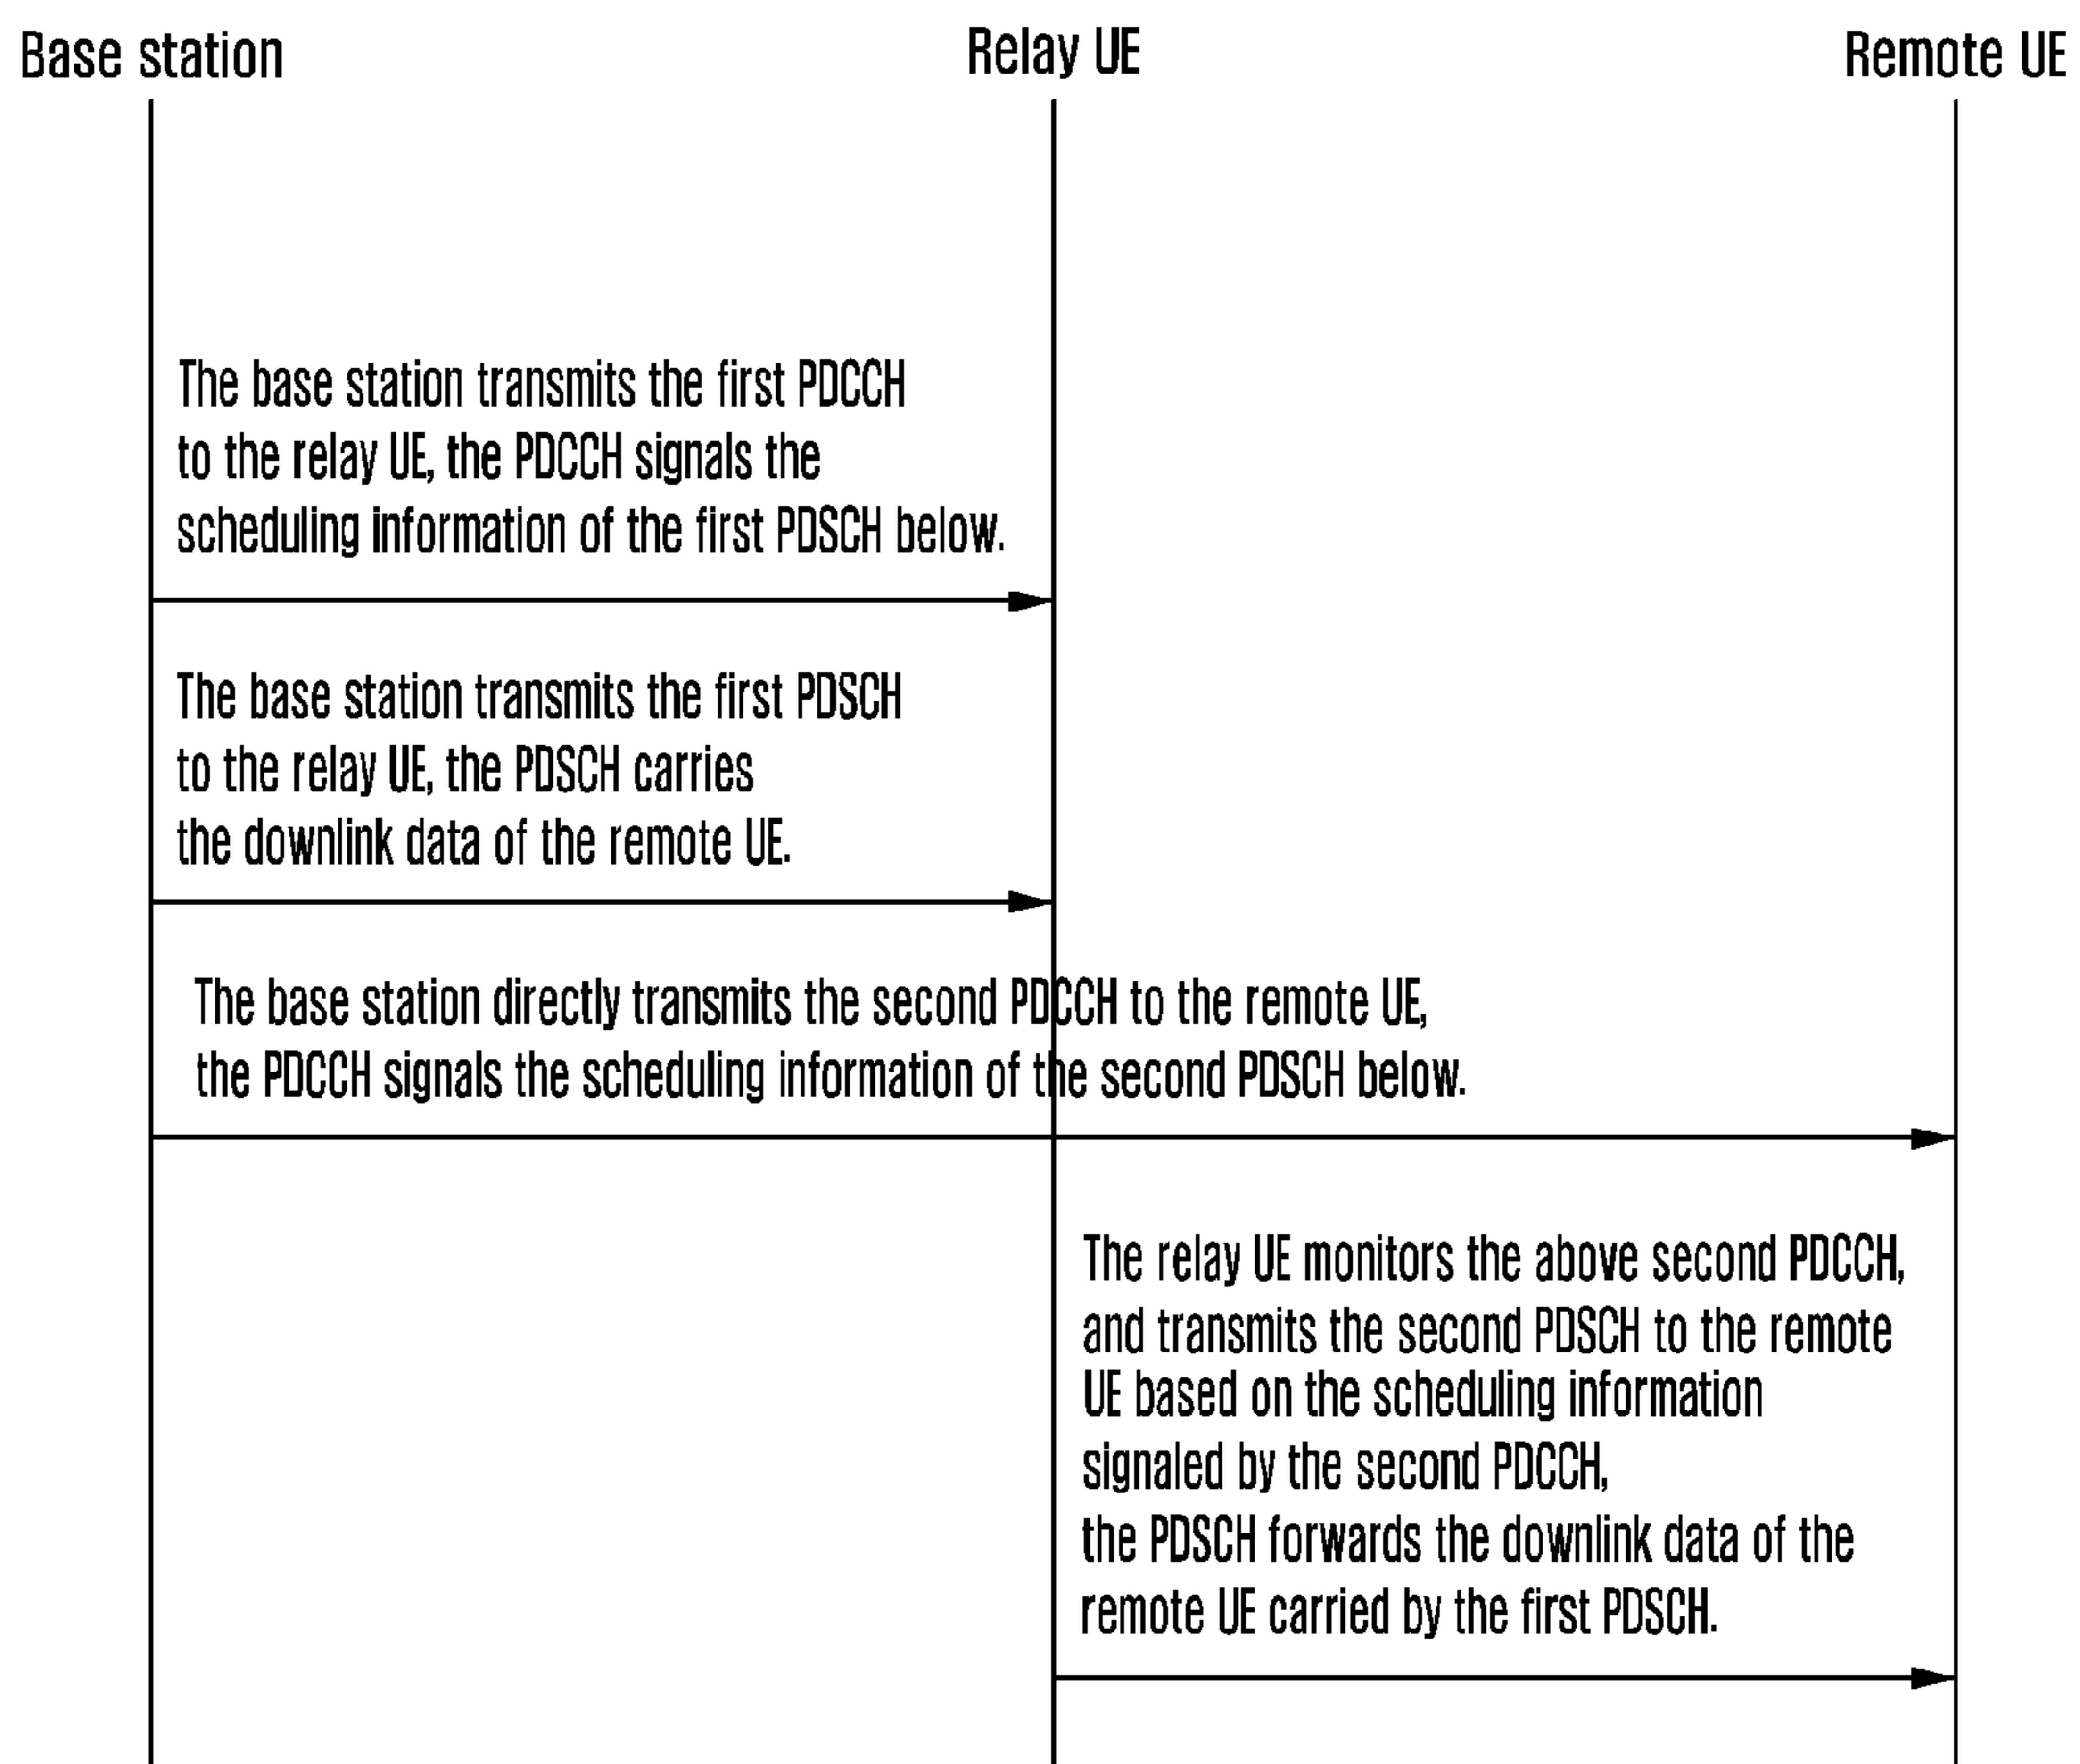 Base station
Relay UE
Remote UE
The base station transmits the first PDCCH
to the relay UE, the PDCCH signals the
scheduling information of the first PDSCH below.
The base station transmits the first PDSCH
to the relay UE, the PDSCH carries
the downlink data of the remote UE.
The base station directly transmits the second PDCCH to the remote UE,
the PDCCH signals the scheduling information of the second PDSCH below.
The relay UE monitors the above second PDCCH,
and transmits the second PDSCH to the remote
UE based on the scheduling information
signaled by the second PDCCH,
the PDSCH forwards the downlink data of the
remote UE carried by the first PDSCH.